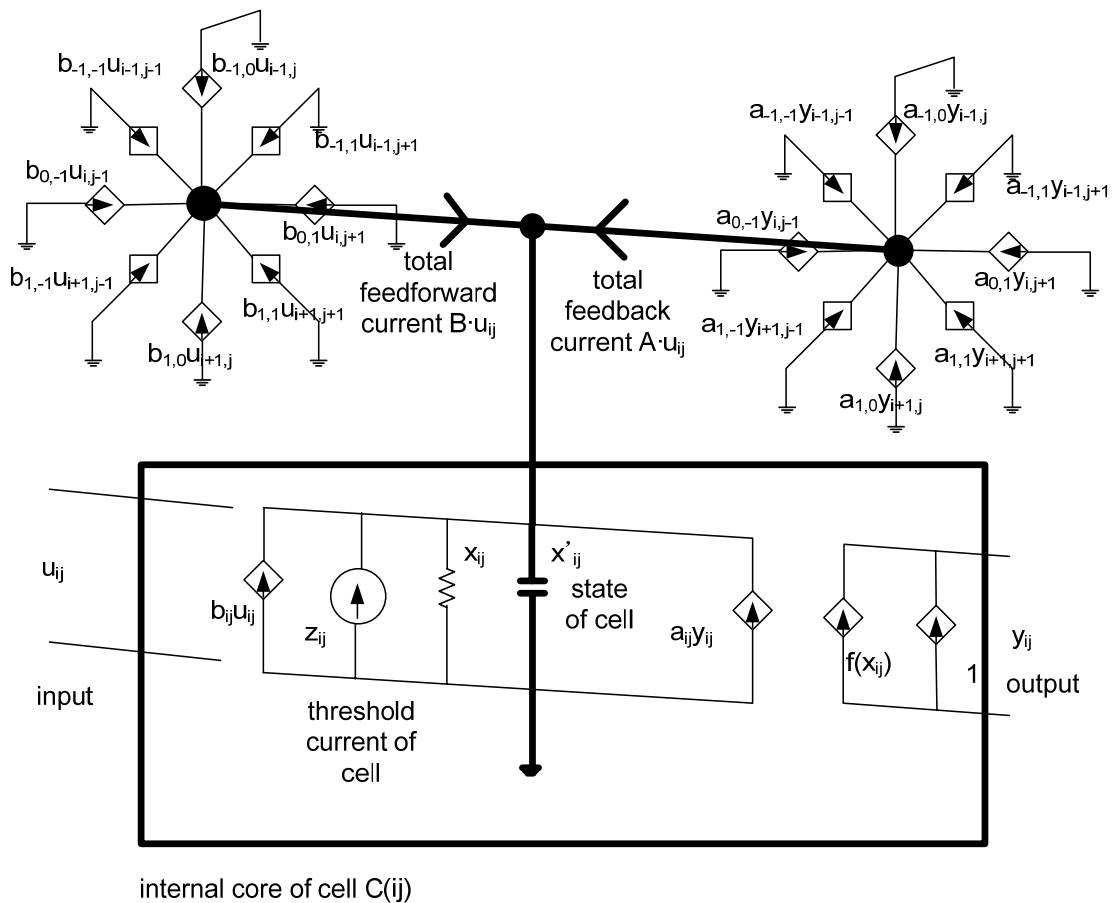 b-1,0ui-1,j
b-1,-1ui-1,j-1
b-1,1ui-1,j+1
b0,-1ui,j-1
b0,1ui,j+1
b1,-1ui+1,j-1
b1,1ui+1,j+1
b1,0ui+1,j
total
feedforward
current B·uij
total
feedback
current A·uij
a-1,-1yi-1,j-1
a-1,0yi-1,j
a-1,1yi-1,j+1
a0,-1yi,j-1
a0,1yi,j+1
a1,-1yi+1,j-1
a1,1yi+1,j+1
a1,0yi+1,j
uij
input
bijuij
zij
threshold
current of
cell
xij
x'ij
state
of cell
aijyij
f(xij)
1
yij
output
internal core of cell C(ij)